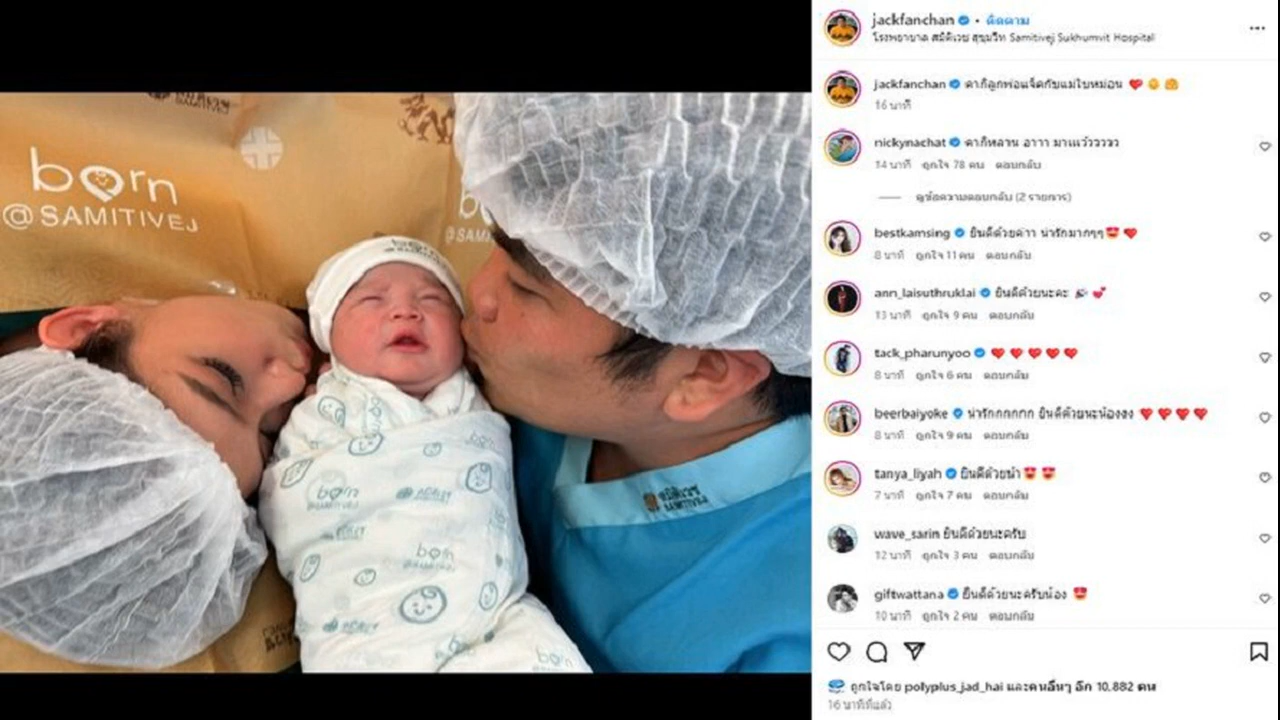 born
@SAMITIVEJ
born
SAMITIVEJ
born
jackfanchan • ติดตาม
โรงพยาบาล สมิติเวช สุขุมวิท Samitivej Sukhumvit Hospital
jackfanchan ดากิลูกพ่อแจ็คกับแม่ใบหม่อน ❤️
16 นาที
nickynachat ดากิหลาน อาาา มาแแว้ววววว
14 นาที ถูกใจ 78 คน ตอบกลับ
ดูข้อความตอบกลับ (2 รายการ)
bestkamsing ยินดีด้วยค่าา น่ารักมากๆๆ😍❤️
8 นาที ถูกใจ 11 คน ตอบกลับ
ann_laisuthruklai ยินดีด้วยนะคะ 🎉 💕
13 นาที ถูกใจ 9 คน ตอบกลับ
tack_pharunyoo ❤️ ❤️ ❤️ ❤️ ❤️
8 นาที ถูกใจ 6 คน ตอบกลับ
beerbaiyoke น่ารักกกกกก ยินดีด้วยนะน้องงง ❤️ ❤️ ❤️ ❤️
8 นาที ถูกใจ 9 คน ตอบกลับ
tanya_liyah ยินดีด้วยน้า 😍 😍
7 นาที ถูกใจ 7 คน ตอบกลับ
wave_sarin ยินดีด้วยนะครับ
12 นาที ถูกใจ 3 คน ตอบกลับ
giftwattana ยินดีด้วยนะครับน้อง 😍
10 นาที ถูกใจ 2 คน ตอบกลับ
ถูกใจโดย polyplus_jad_hai และคนอื่นๆ อีก 10,882 คน
16 นาทีที่แล้ว